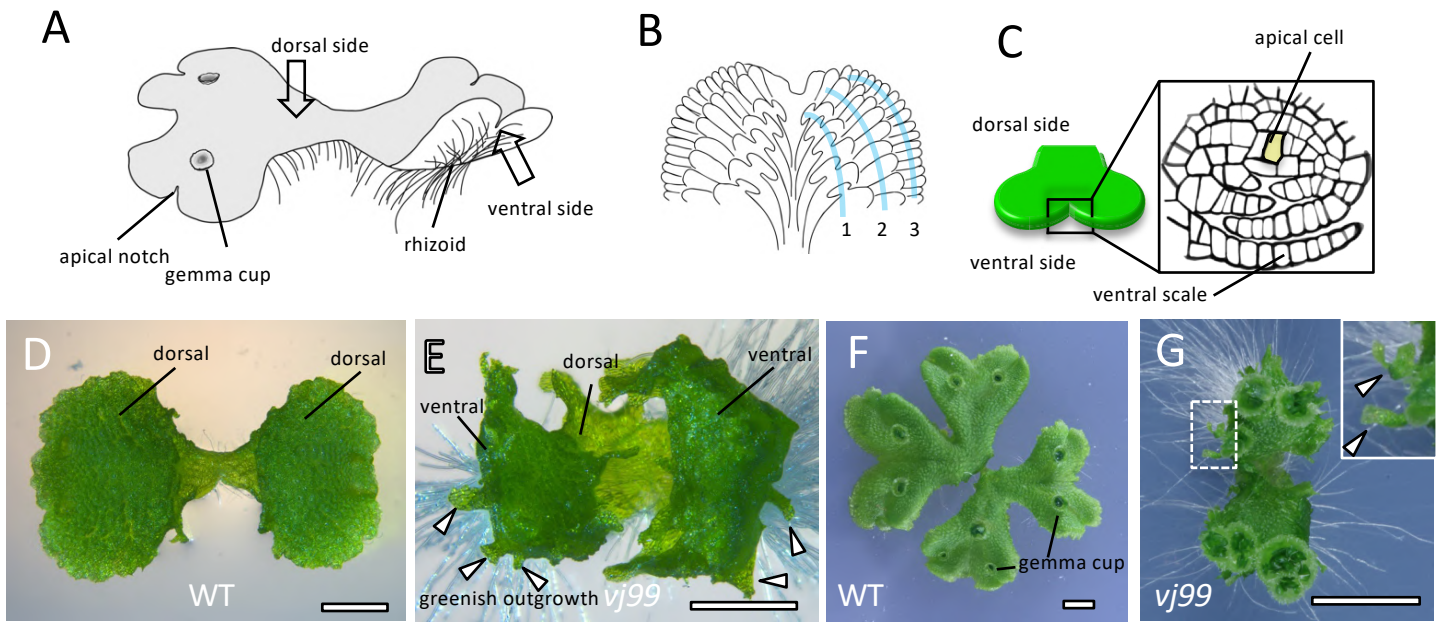 A
dorsal side
apical notch
gemma cup
rhizoid
ventral side
B
1 2 3
C
apical cell
dorsal side
ventral side
ventral scale
D
dorsal
dorsal
WT
E
dorsal
ventral
ventral
greenish outgrowth
vj99
F
gemma cup
WT
G
vj99